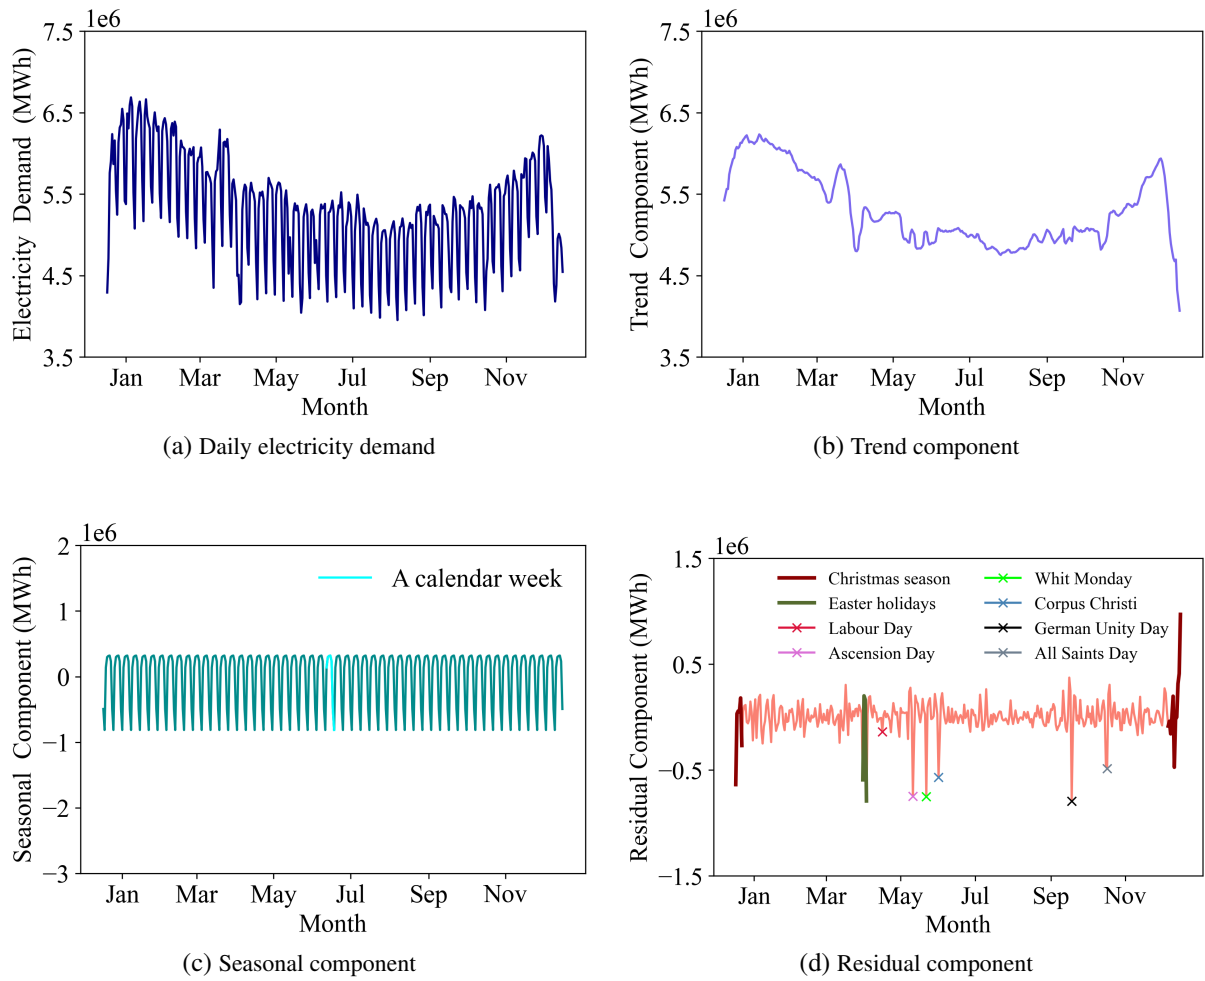 1e6
7.5
6.5
5.5
4.5
3.5
Electricity Demand (MWh)
Jan Mar May Jul Sep Nov
Month
(a) Daily electricity demand
1e6
7.5
6.5
5.5
4.5
3.5
Trend Component (MWh)
Jan Mar May Jul Sep Nov
Month
(b) Trend component
1e6
2
1
0
−1
−2
−3
Seasonal Component (MWh)
A calendar week
Jan Mar May Jul Sep Nov
Month
(c) Seasonal component
1e6
1.5
0.5
−0.5
−1.5
Residual Component (MWh)
Christmas season
Easter holidays
Labour Day
Ascension Day
Whit Monday
Corpus Christi
German Unity Day
All Saints Day
Jan Mar May Jul Sep Nov
Month
(d) Residual component